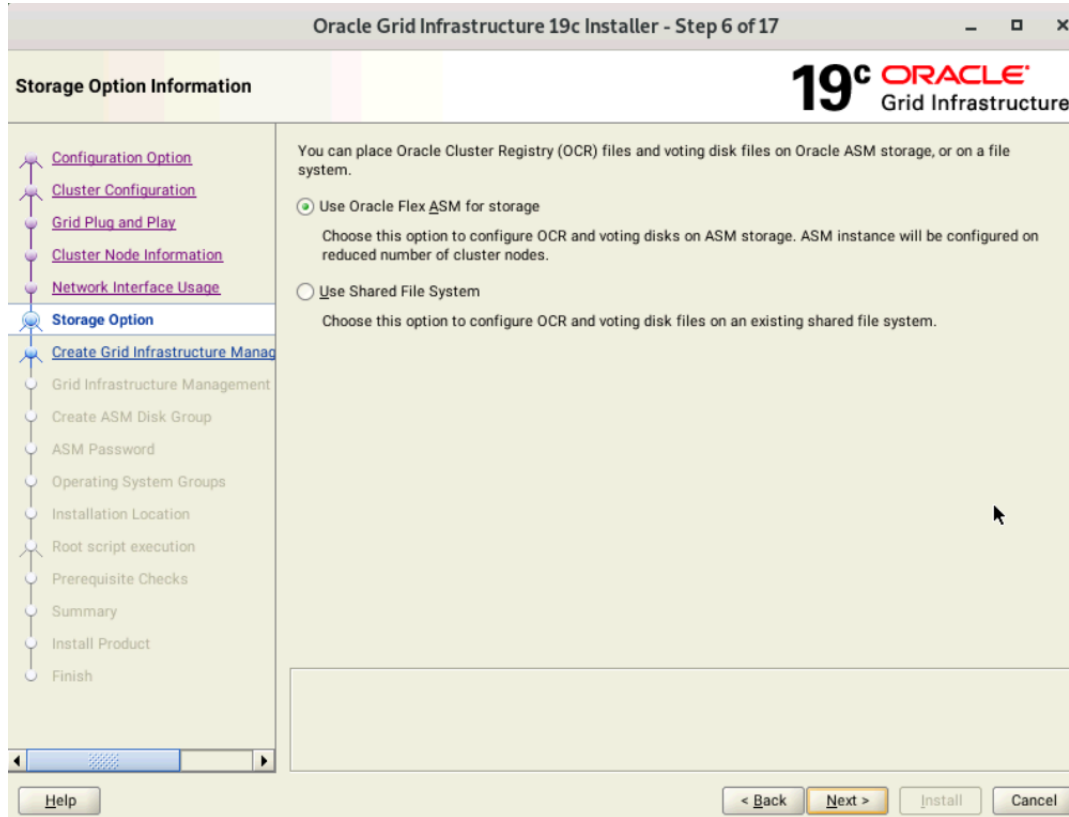 Oracle Grid Infrastructure 19c Installer - Step 6 of 17
Storage Option Information
19c ORACLE
Grid Infrastructure
Configuration Option
Cluster Configuration
Grid Plug and Play
Cluster Node Information
Network Interface Usage
Storage Option
Create Grid Infrastructure Manag
Grid Infrastructure Management
Create ASM Disk Group
ASM Password
Operating System Groups
Installation Location
Root script execution
Prerequisite Checks
Summary
Install Product
Finish
You can place Oracle Cluster Registry (OCR) files and voting disk files on Oracle ASM storage, or on a file
system.
Use Oracle Flex ASM for storage
Choose this option to configure OCR and voting disks on ASM storage. ASM instance will be configured on
reduced number of cluster nodes.
Use Shared File System
Choose this option to configure OCR and voting disk files on an existing shared file system.
Help
< Back
Next >
Install
Cancel